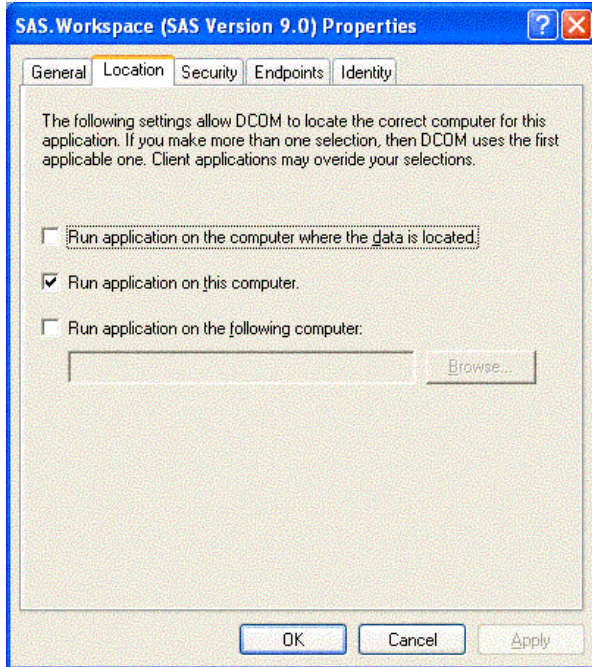 SAS.Workspace (SAS Version 9.0) Properties
General Location Security Endpoints Identity
The following settings allow DCOM to locate the correct computer for this
application. If you make more than one selection, then DCOM uses the first
applicable one. Client applications may overide your selections.
Run application on the computer where the data is located.
Run application on this computer.
Run application on the following computer:
Browse...
OK Cancel Apply